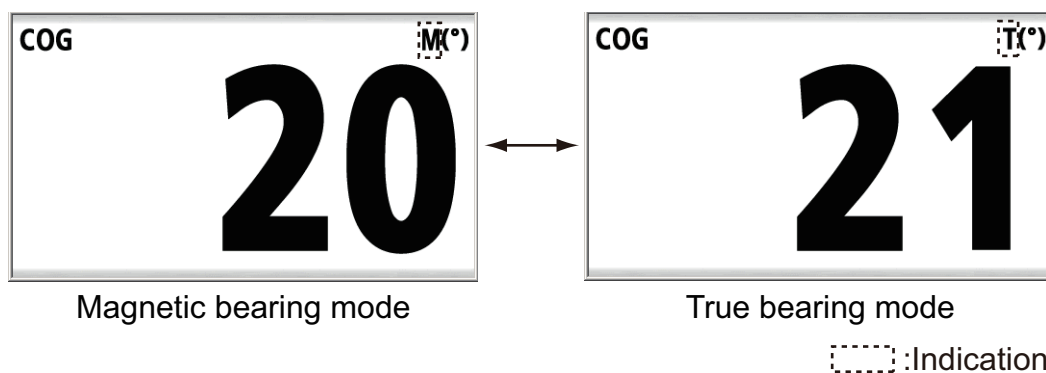 COG M(°)
20
COG T(°)
21
Magnetic bearing mode
True bearing mode
:Indication